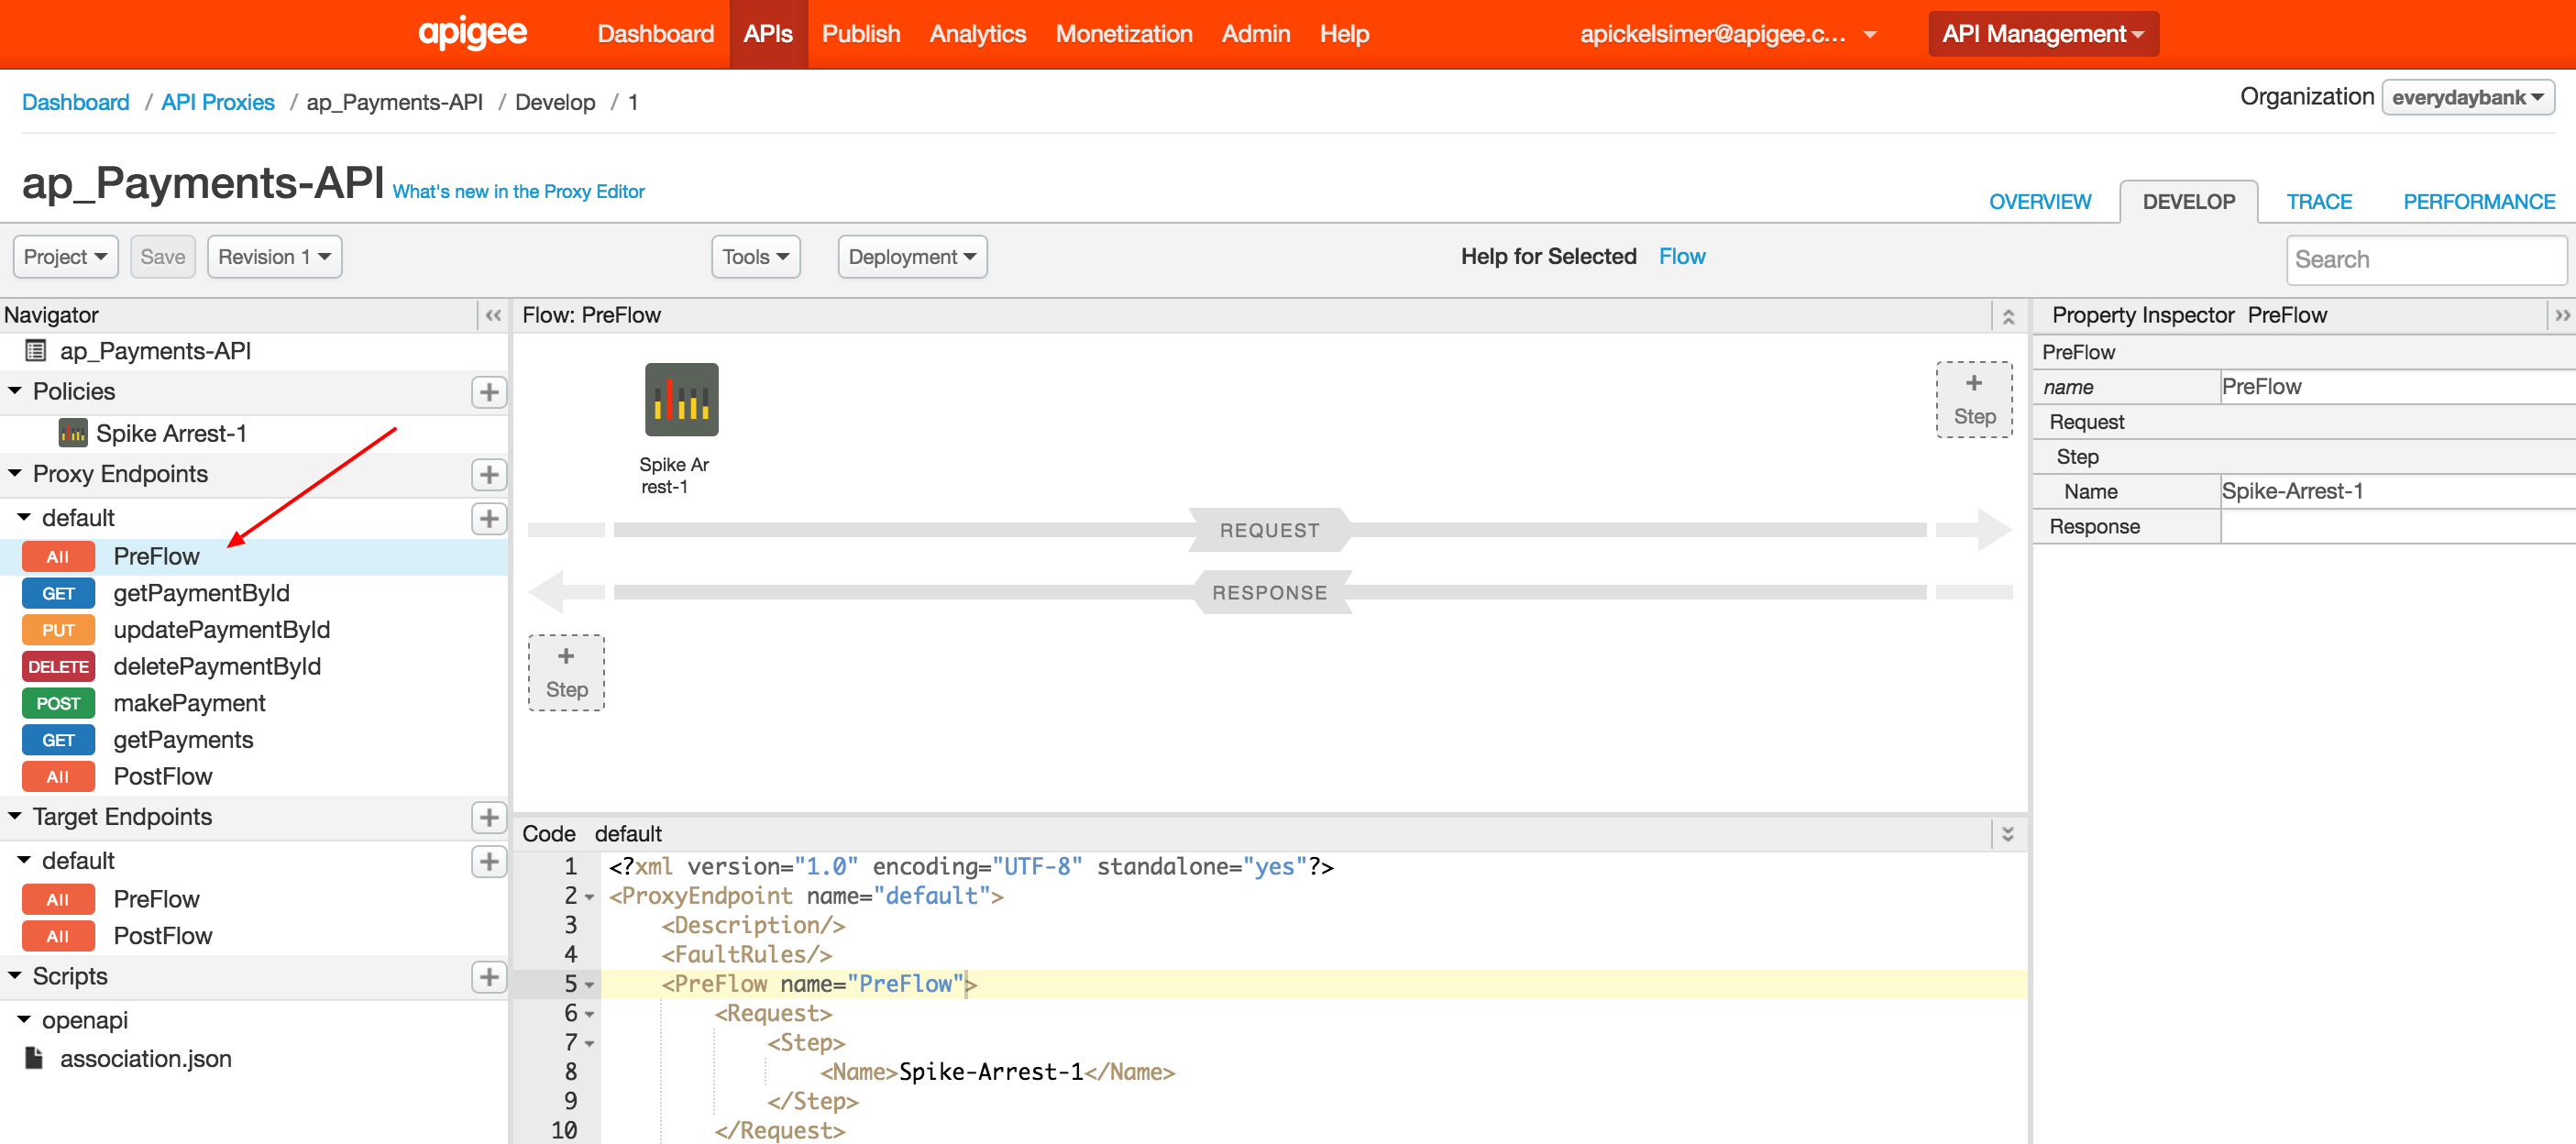 apigee Dashboard APIs Publish Analytics Monetization Admin Help apickelsimer@apigee.c... API Management
Dashboard / API Proxies / ap_Payments-API / Develop / 1
Organization everydaybank
ap_Payments-API What's new in the Proxy Editor
OVERVIEW DEVELOP TRACE PERFORMANCE
Project Save Revision 1 Tools Deployment Help for Selected Flow Search
Navigator
ap_Payments-API
Policies
Spike Arrest-1
Proxy Endpoints
default
All PreFlow
GET getPaymentById
PUT updatePaymentById
DELETE deletePaymentById
POST makePayment
GET getPayments
All PostFlow
Target Endpoints
default
All PreFlow
All PostFlow
Scripts
openapi
association.json
Flow: PreFlow
+
Step
Spike Ar
rest-1
REQUEST
RESPONSE
+
Step
Code default
1 <?xml version="1.0" encoding="UTF-8" standalone="yes"?>
2 <ProxyEndpoint name="default">
3 <Description/>
4 <FaultRules/>
5 <PreFlow name="PreFlow">
6 <Request>
7 <Step>
8 <Name>Spike-Arrest-1</Name>
9 </Step>
10 </Request>
Property Inspector PreFlow
PreFlow
name PreFlow
Request
Step
Name Spike-Arrest-1
Response